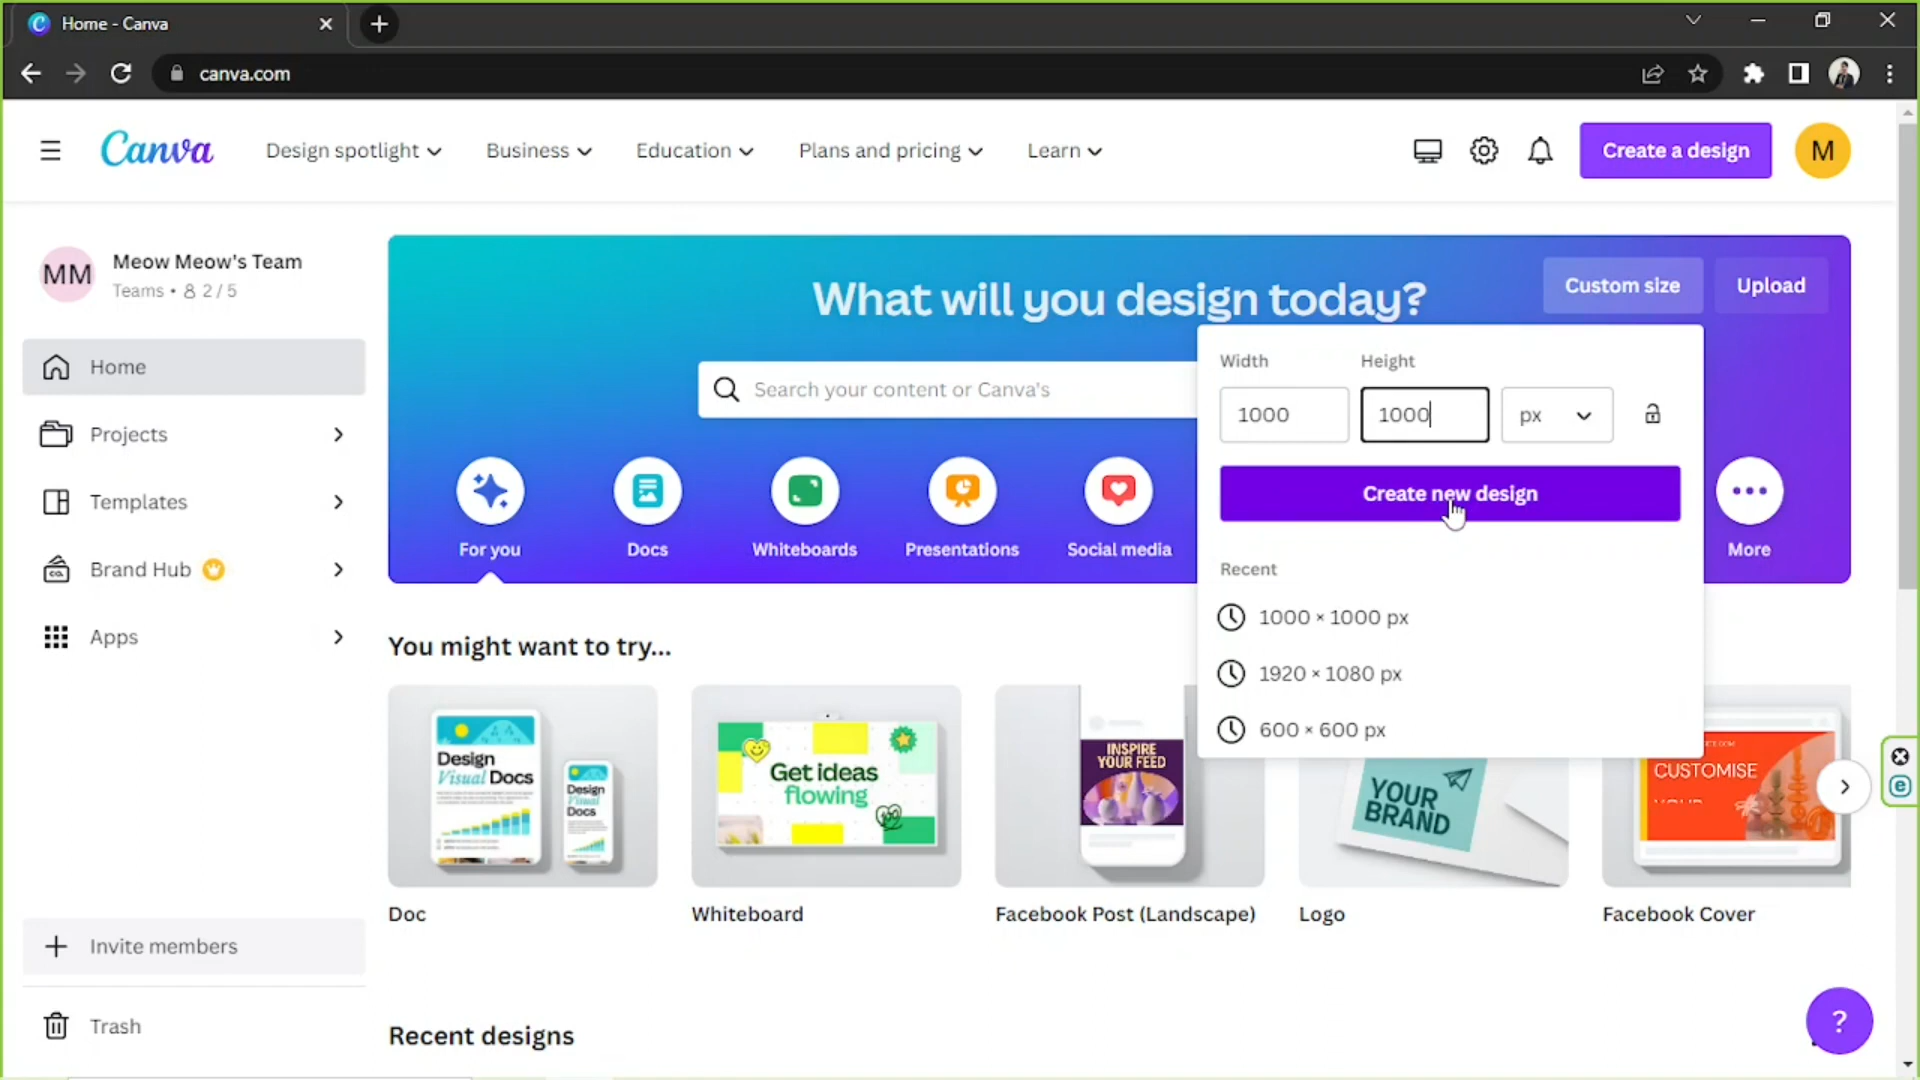 Home - Canva
canva.com
Canva
Design spotlight
Business
Education
Plans and pricing
Learn
Create a design
M
MM
Meow Meow's Team
Teams • 2 / 5
Home
Projects
Templates
Brand Hub
Apps
Invite members
Trash
What will you design today?
Custom size
Upload
Search your content or Canva's
Width
Height
1000
1000
px
Create new design
Recent
1000 × 1000 px
1920 × 1080 px
600 × 600 px
For you
Docs
Whiteboards
Presentations
Social media
More
You might want to try...
Design
Visual Docs
Design
Visual
Docs
Get ideas
flowing
INSPIRE
YOUR FEED
YOUR
BRAND
CUSTOMISE
Doc
Whiteboard
Facebook Post (Landscape)
Logo
Facebook Cover
Recent designs
?